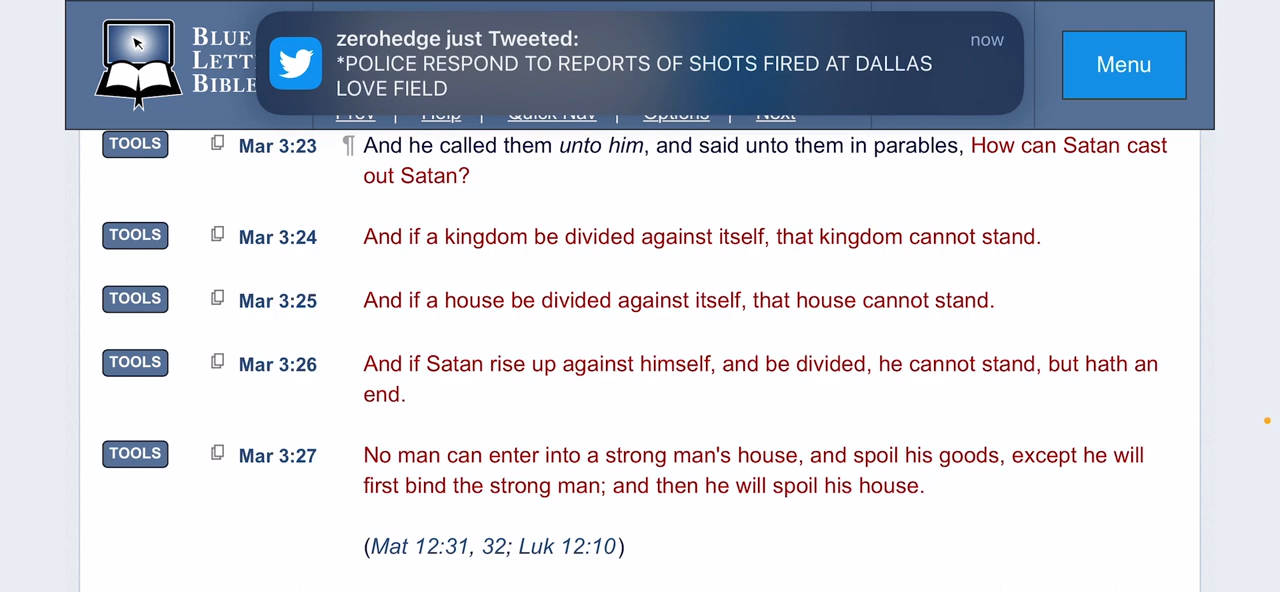 BLUE
LETT
BIBLE
zerohedge just Tweeted:
now
*POLICE RESPOND TO REPORTS OF SHOTS FIRED AT DALLAS
LOVE FIELD
Menu
Prev | Help | Quick Nav | Options | Next
TOOLS Mar 3:23 ¶ And he called them unto him, and said unto them in parables, How can Satan cast
out Satan?
TOOLS Mar 3:24 And if a kingdom be divided against itself, that kingdom cannot stand.
TOOLS Mar 3:25 And if a house be divided against itself, that house cannot stand.
TOOLS Mar 3:26 And if Satan rise up against himself, and be divided, he cannot stand, but hath an
end.
TOOLS Mar 3:27 No man can enter into a strong man's house, and spoil his goods, except he will
first bind the strong man; and then he will spoil his house.
(Mat 12:31, 32; Luk 12:10)